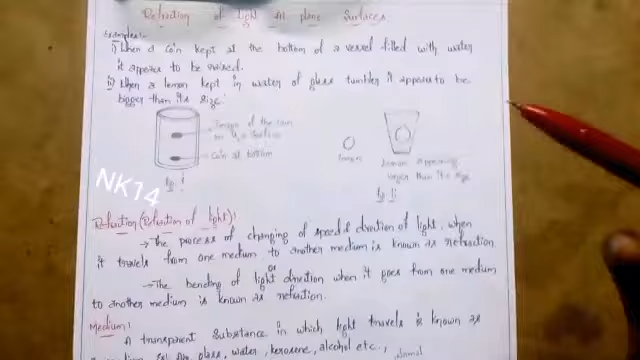 Refraction of light At plane Surfaces
Examples:-
i) When a coin kept at the bottom of a vessel filled with water
it appears to be raised.
ii) When a lemon kept in water of glass tumbler it appears to be
bigger than it's size.
Image of the coin
Coin at bottom
fig i
lemon
Lemon appearing
larger than it's size
fig ii
NK14
Refraction (Refraction of light):
→ The process of changing of speed & direction of light, when
it travels from one medium to another medium is known as refraction
or
→ The bending of light direction when it goes from one medium
to another medium is known as refraction.
Medium:
A transparent substance in which light travels is known as
glass, water, kerosene, alcohol etc.,